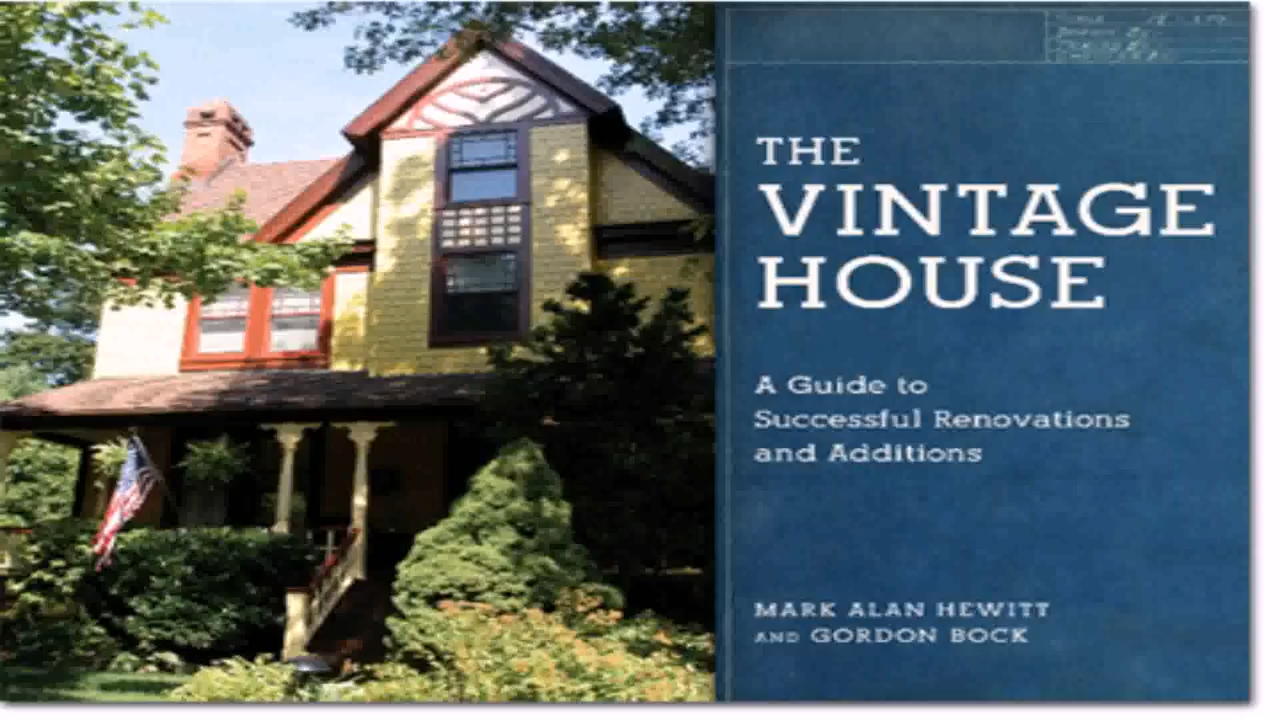 THE
VINTAGE
HOUSE
A Guide to
Successful Renovations
and Additions
MARK ALAN HEWITT
AND GORDON BOCK